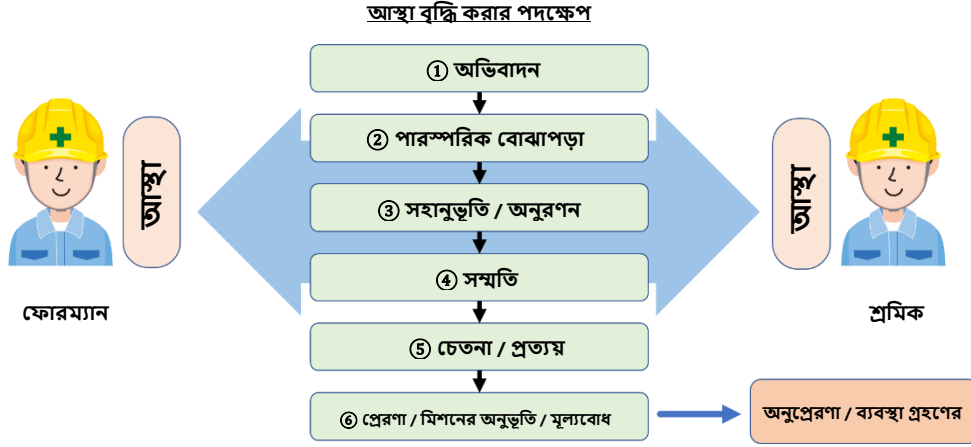 আস্থা বৃদ্ধি করার পদক্ষেপ
① অভিবাদন
② পারস্পরিক বোঝাপড়া
③ সহানুভূতি / অনুরণন
④ সম্মতি
⑤ চেতনা / প্রত্যয়
⑥ প্রেরণা / মিশনের অনুভূতি / মূল্যবোধ
আস্থা
ফোরম্যান
আস্থা
শ্রমিক
অনুপ্রেরণা / ব্যবস্থা গ্রহণের